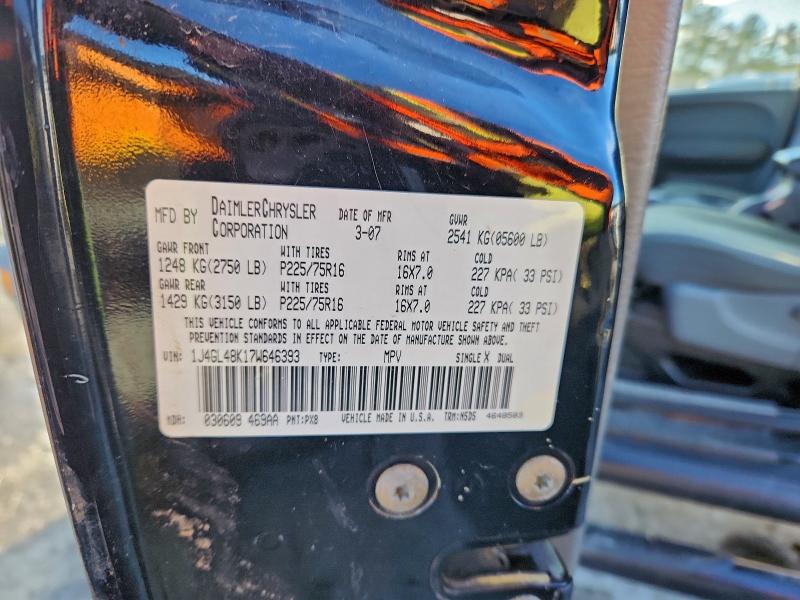 MFD BY DAIMLERCHRYSLER CORPORATION DATE OF MFR 3-07 GVWR 2541 KG(05600 LB)
GAWR FRONT WITH TIRES RIMS AT COLD
1248 KG(2750 LB) P225/75R16 16X7.0 227 KPA( 33 PSI)
GAWR REAR WITH TIRES RIMS AT COLD
1429 KG(3150 LB) P225/75R16 16X7.0 227 KPA( 33 PSI)
THIS VEHICLE CONFORMS TO ALL APPLICABLE FEDERAL MOTOR VEHICLE SAFETY AND THEFT
PREVENTION STANDARDS IN EFFECT ON THE DATE OF MANUFACTURE SHOWN ABOVE.
VIN: 1J4GL48K17W646393 TYPE: MPV SINGLE X DUAL
MDH: 030609 469AA PNT:PX8 VEHICLE MADE IN U.S.A. TRM:N5D5 4648503